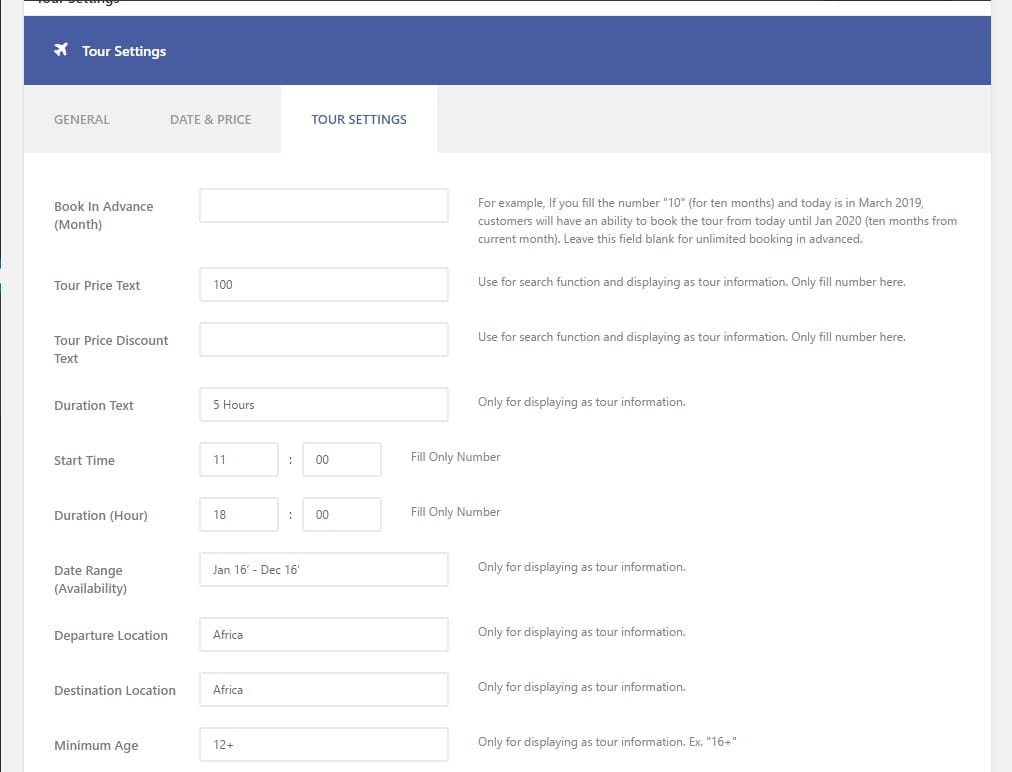 Tour Settings
Tour Settings
GENERAL
DATE & PRICE
TOUR SETTINGS
Book In Advance
(Month)
For example, If you fill the number "10" (for ten months) and today is in March 2019,
customers will have an ability to book the tour from today until Jan 2020 (ten months from
current month). Leave this field blank for unlimited booking in advanced.
Tour Price Text
100
Use for search function and displaying as tour information. Only fill number here.
Tour Price Discount
Text
Use for search function and displaying as tour information. Only fill number here.
Duration Text
5 Hours
Only for displaying as tour information.
Start Time
11 : 00
Fill Only Number
Duration (Hour)
18 : 00
Fill Only Number
Date Range
(Availability)
Jan 16’ - Dec 16’
Only for displaying as tour information.
Departure Location
Africa
Only for displaying as tour information.
Destination Location
Africa
Only for displaying as tour information.
Minimum Age
12+
Only for displaying as tour information. Ex. "16+"